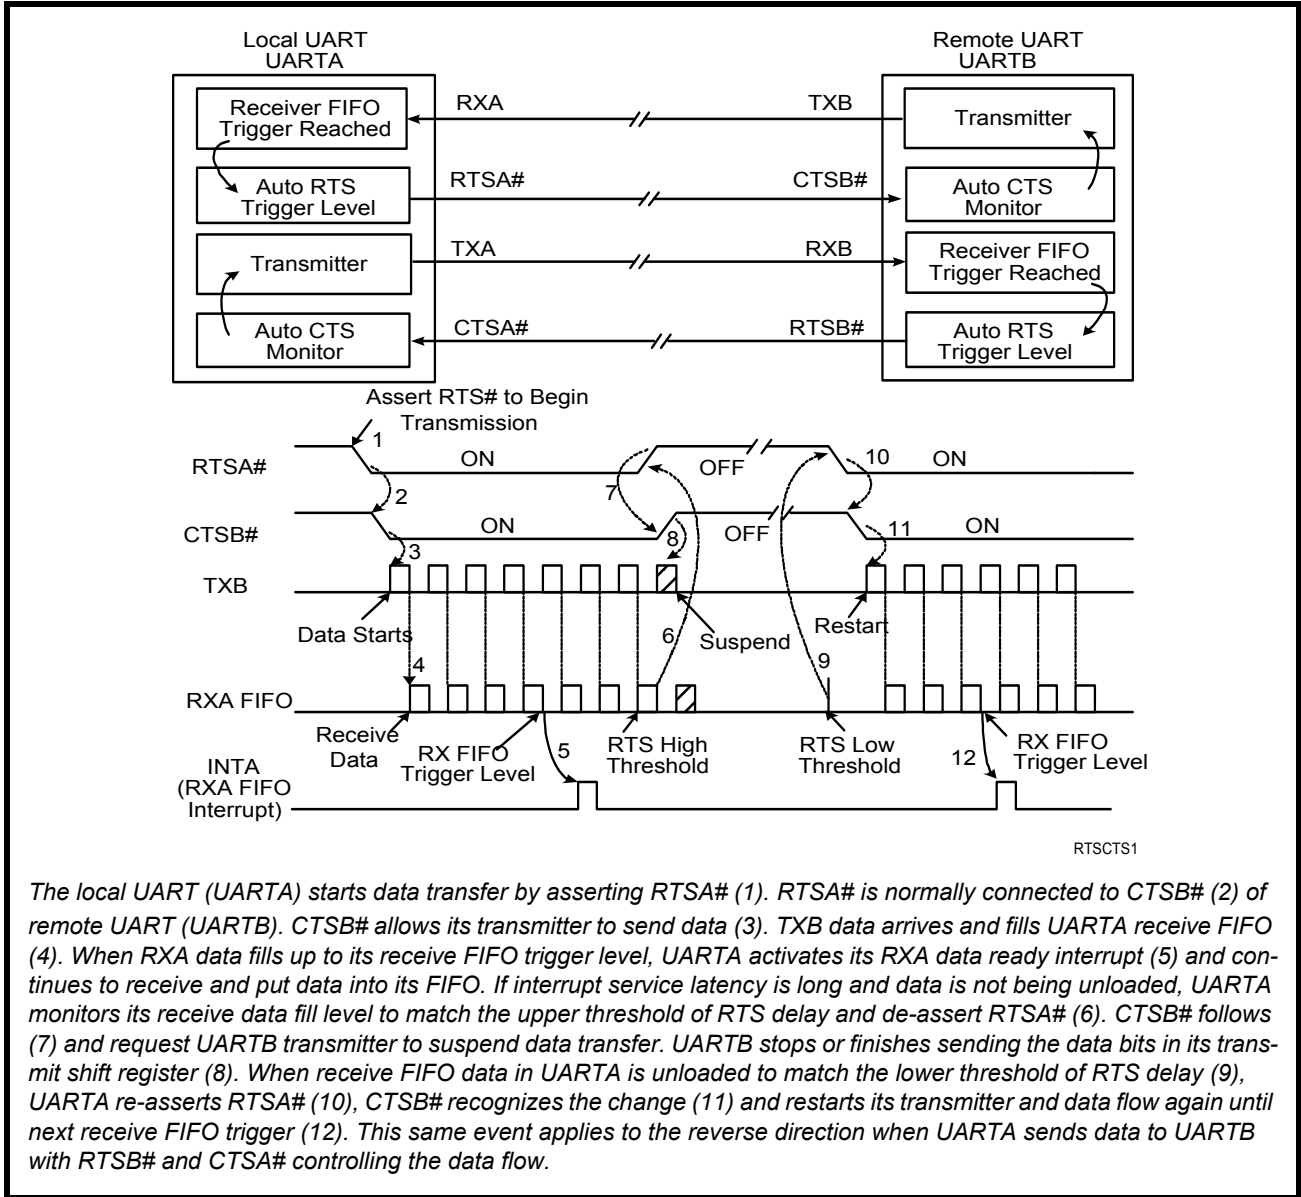 Local UART
UARTA
Remote UART
UARTB
Receiver FIFO
Trigger Reached
RXA
TXB
Transmitter
Auto RTS
Trigger Level
RTSA#
CTSB#
Auto CTS
Monitor
Transmitter
TXA
RXB
Receiver FIFO
Trigger Reached
Auto CTS
Monitor
CTSA#
RTSB#
Auto RTS
Trigger Level
Assert RTS# to Begin
Transmission
1
RTSA#
ON
OFF
10
ON
2
7
CTSB#
ON
8
OFF
11
ON
3
TXB
Data Starts
6
Suspend
Restart
4
9
RXA FIFO
Receive
Data
RX FIFO
Trigger Level
5
RTS High
Threshold
RTS Low
Threshold
12
RX FIFO
Trigger Level
INTA
(RXA FIFO
Interrupt)
RTSCTS1
The local UART (UARTA) starts data transfer by asserting RTSA# (1). RTSA# is normally connected to CTSB# (2) of
remote UART (UARTB). CTSB# allows its transmitter to send data (3). TXB data arrives and fills UARTA receive FIFO
(4). When RXA data fills up to its receive FIFO trigger level, UARTA activates its RXA data ready interrupt (5) and con-
tinues to receive and put data into its FIFO. If interrupt service latency is long and data is not being unloaded, UARTA
monitors its receive data fill level to match the upper threshold of RTS delay and de-assert RTSA# (6). CTSB# follows
(7) and request UARTB transmitter to suspend data transfer. UARTB stops or finishes sending the data bits in its trans-
mit shift register (8). When receive FIFO data in UARTA is unloaded to match the lower threshold of RTS delay (9),
UARTA re-asserts RTSA# (10), CTSB# recognizes the change (11) and restarts its transmitter and data flow again until
next receive FIFO trigger (12). This same event applies to the reverse direction when UARTA sends data to UARTB
with RTSB# and CTSA# controlling the data flow.